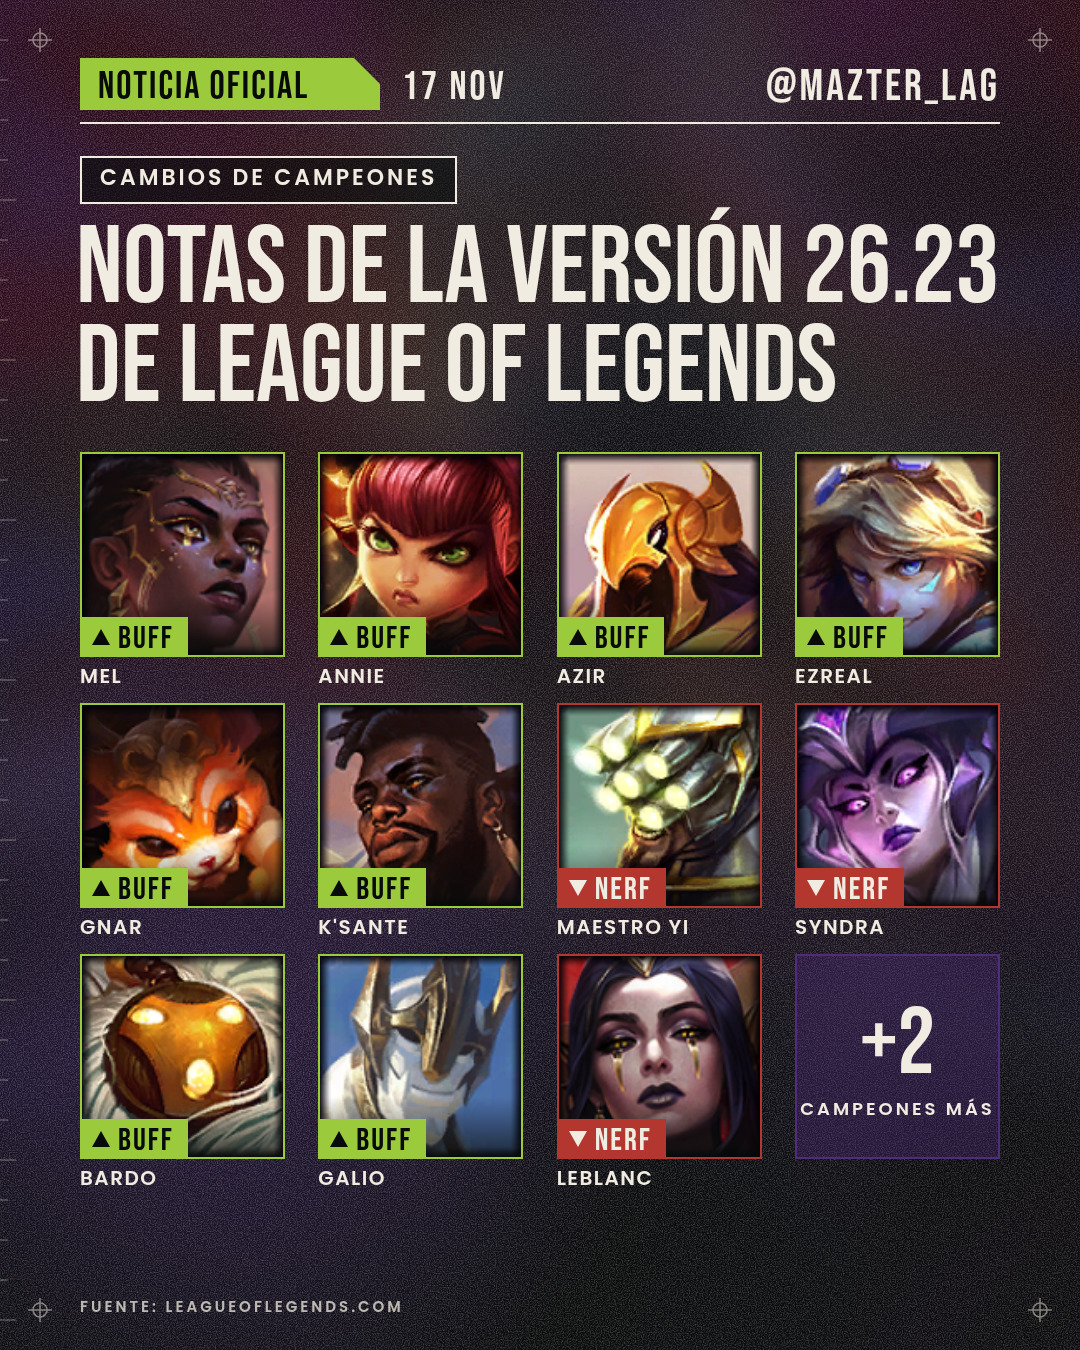 NOTICIA OFICIAL
17 NOV
@MAZTER_LAG
CAMBIOS DE CAMPEONES
NOTAS DE LA VERSIÓN 26.23
DE LEAGUE OF LEGENDS
BUFF
BUFF
BUFF
BUFF
MEL
ANNIE
AZIR
EZREAL
BUFF
BUFF
NERF
NERF
GNAR
K'SANTE
MAESTRO YI
SYNDRA
+2
CAMPEONES MÁS
BUFF
BUFF
NERF
BARDO
GALIO
LEBLANC
FUENTE: LEAGUEOFLEGENDS.COM